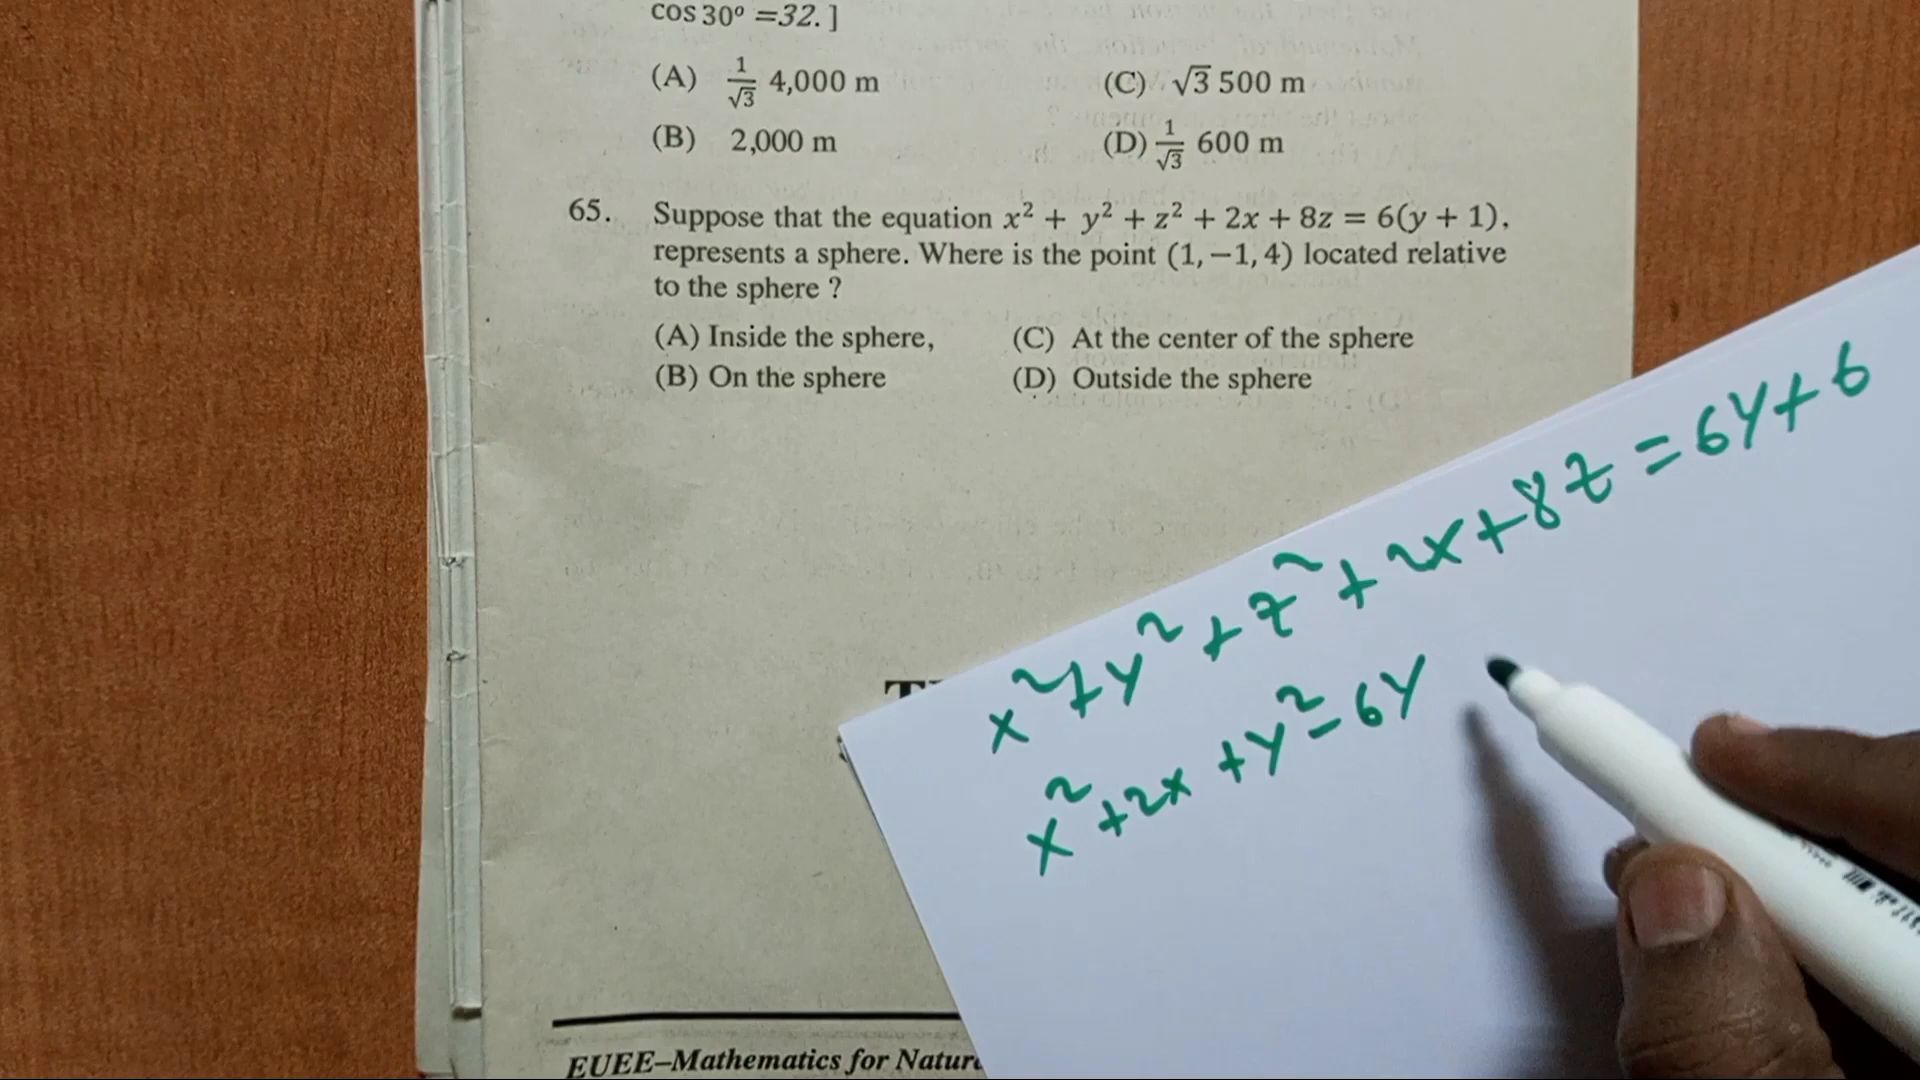 cos 30° =32. ]
(A) 1/√3 4,000 m (C) √3 500 m
(B) 2,000 m (D) 1/√3 600 m
65. Suppose that the equation x² + y² + z² + 2x + 8z = 6(y + 1),
represents a sphere. Where is the point (1, −1, 4) located relative
to the sphere ?
(A) Inside the sphere, (C) At the center of the sphere
(B) On the sphere (D) Outside the sphere
x²+y²+z²+2x+8z=6y+6
x²+2x+y²-6y
EUEE–Mathematics for